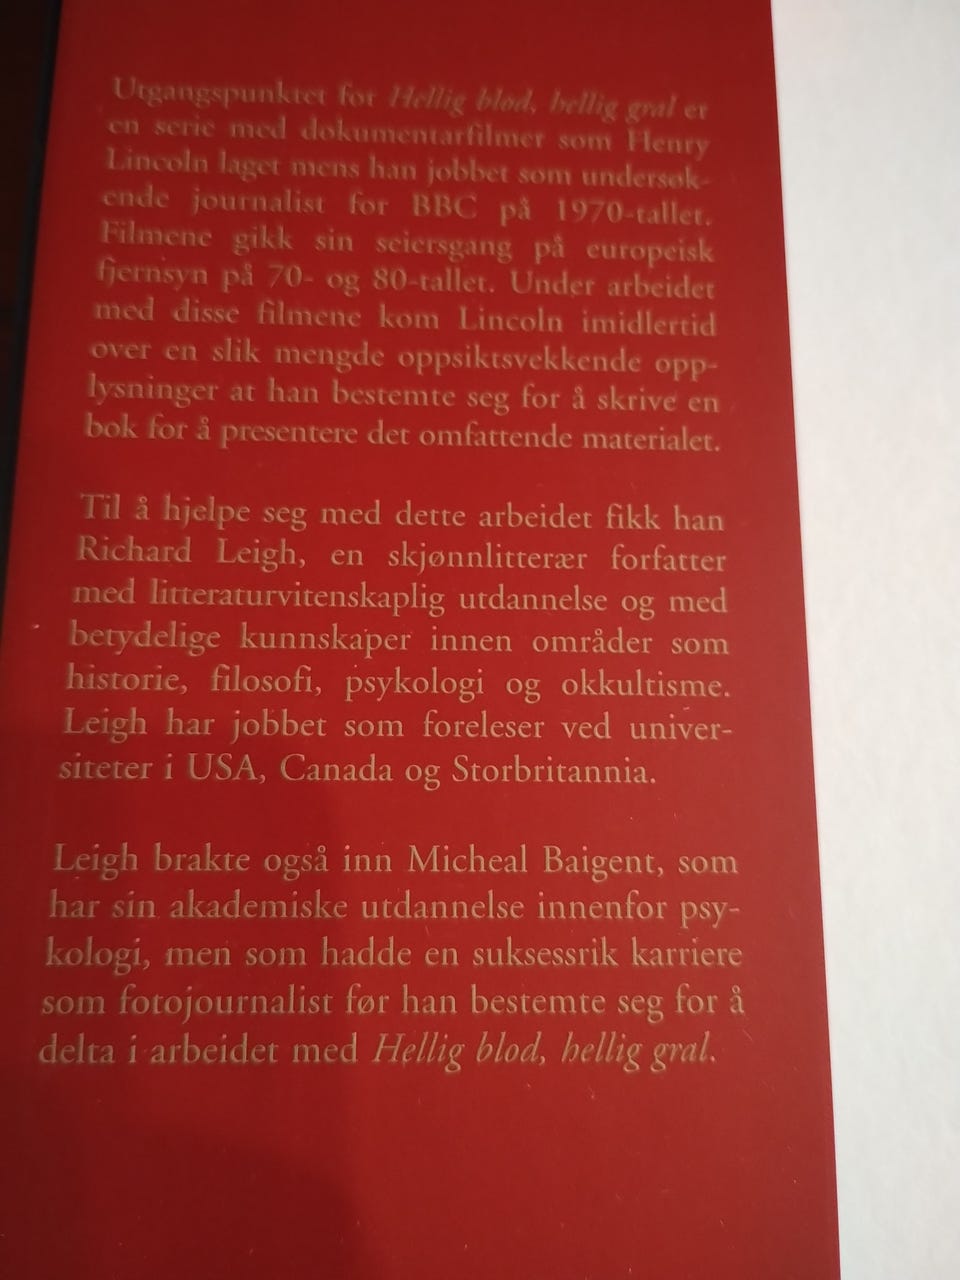 Utgangspunktet for Hellig blod, hellig gral er
en serie med dokumentarfilmer som Henry
Lincoln laget mens han jobbet som undersøk-
ende journalist for BBC på 1970-tallet.
Filmene gikk sin seiersgang på europeisk
fjernsyn på 70- og 80-tallet. Under arbeidet
med disse filmene kom Lincoln imidlertid
over en slik mengde oppsiktsvekkende opp-
lysninger at han bestemte seg for å skrive en
bok for å presentere det omfattende materialet.
Til å hjelpe seg med dette arbeidet fikk han
Richard Leigh, en skjønnlitterær forfatter
med litteraturvitenskaplig utdannelse og med
betydelige kunnskaper innen områder som
historie, filosofi, psykologi og okkultisme.
Leigh har jobbet som foreleser ved univer-
siteter i USA, Canada og Storbritannia.
Leigh brakte også inn Micheal Baigent, som
har sin akademiske utdannelse innenfor psy-
kologi, men som hadde en suksessrik karriere
som fotojournalist før han bestemte seg for å
delta i arbeidet med Hellig blod, hellig gral.